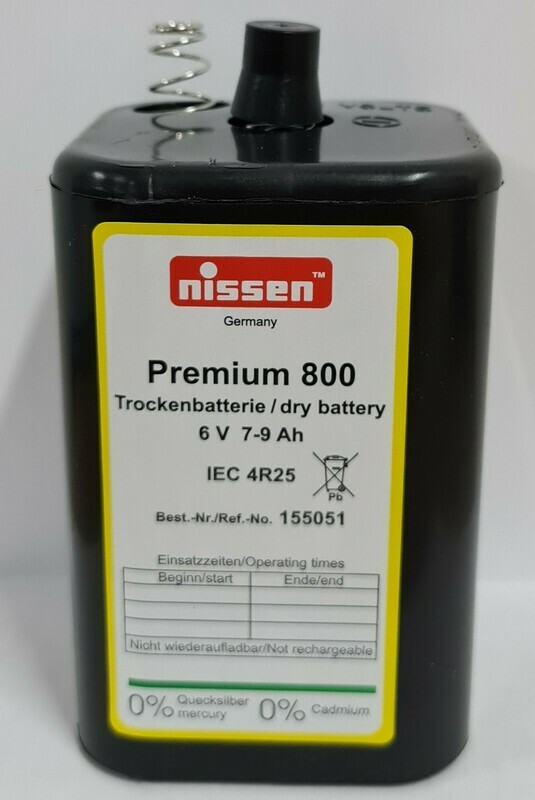 nissen™
Germany
Premium 800
Trockenbatterie / dry battery
6 V 7-9 Ah
IEC 4R25
Pb
Best.-Nr./Ref.-No. 155051
Einsatzzeiten/Operating times
Beginn/start Ende/end
Nicht wiederaufladbar/Not rechargeable
0% Quecksilber mercury 0% Cadmium